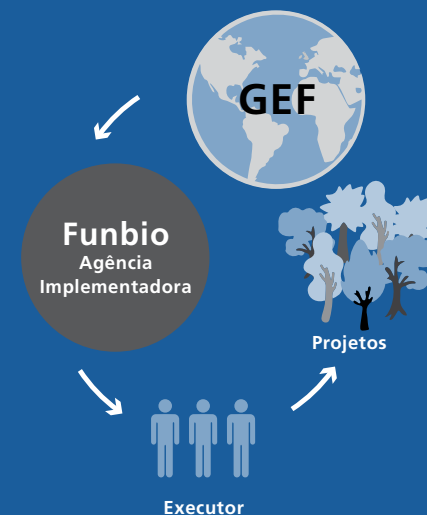 GEF
Funbio
Agência
Implementadora
Projetos
Executor